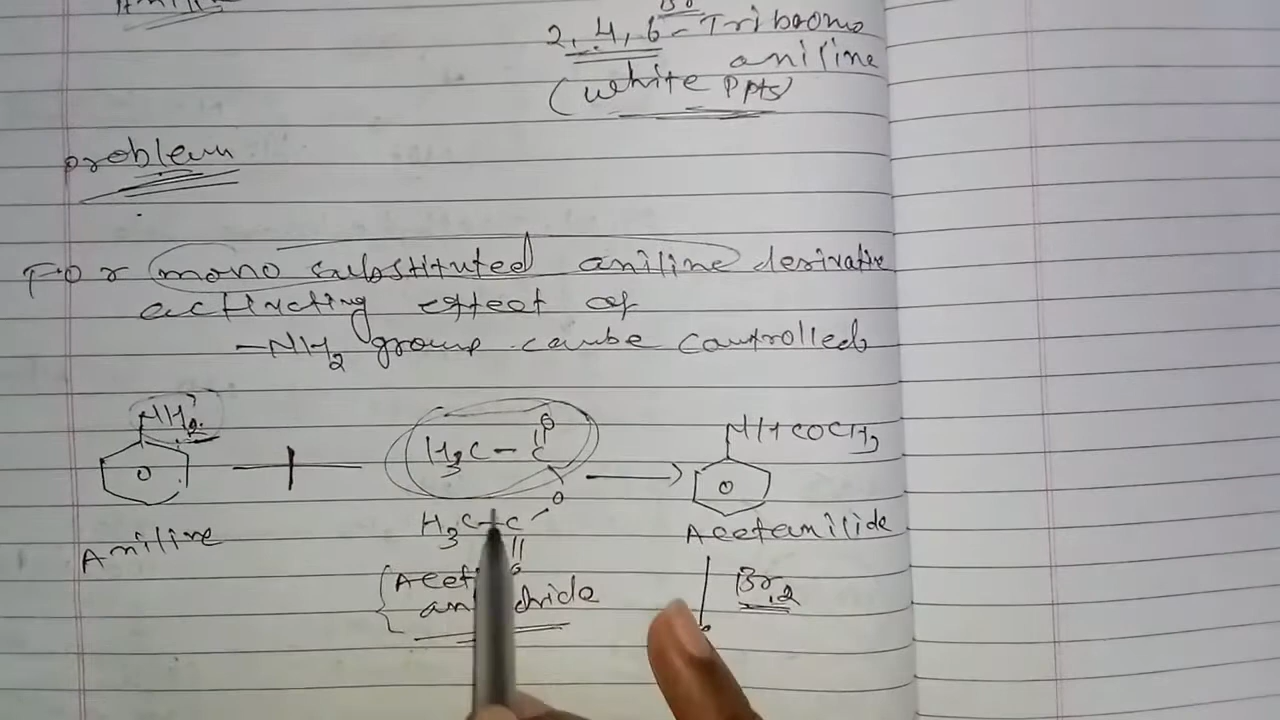 Br
2, 4, 6-Tribromo
aniline
(white ppts)
problem
For mono substituted aniline derivative
activating effect of
-NH2 group can be controlled
NH2
H3C-C
O
NHCOCH3
O
H3C-C
Aniline
Acetanilide
Br2